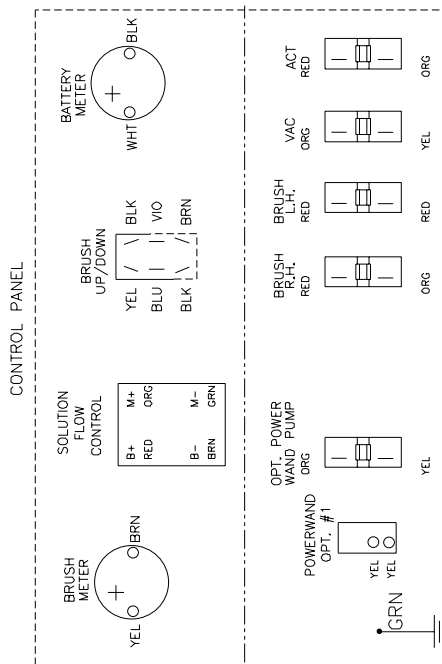 CONTROL PANEL
BRUSH
METER
YEL
BRN
SOLUTION
FLOW
CONTROL
B+
M+
RED
ORG
B-
M-
BRN
GRN
BRUSH
UP/DOWN
YEL
BLK
BLU
VIO
BLK
BRN
BATTERY
METER
WHT
BLK
GRN
POWERWAND
OPT. #1
YEL
YEL
OPT. POWER
WAND PUMP
ORG
YEL
BRUSH
R.H.
RED
ORG
BRUSH
L.H.
RED
RED
VAC
ORG
YEL
ACT
RED
ORG